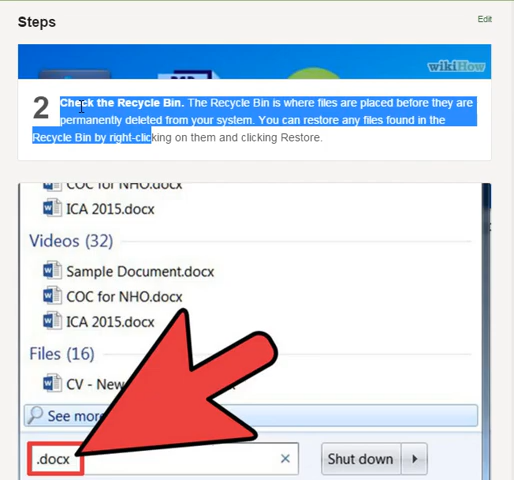 Steps
Edit
wikiHow
2
Check the Recycle Bin. The Recycle Bin is where files are placed before they are
permanently deleted from your system. You can restore any files found in the
Recycle Bin by right-clicking on them and clicking Restore.
COC for NHO.docx
ICA 2015.docx
Videos (32)
Sample Document.docx
COC for NHO.docx
ICA 2015.docx
Files (16)
CV - New
See more
.docx
Shut down